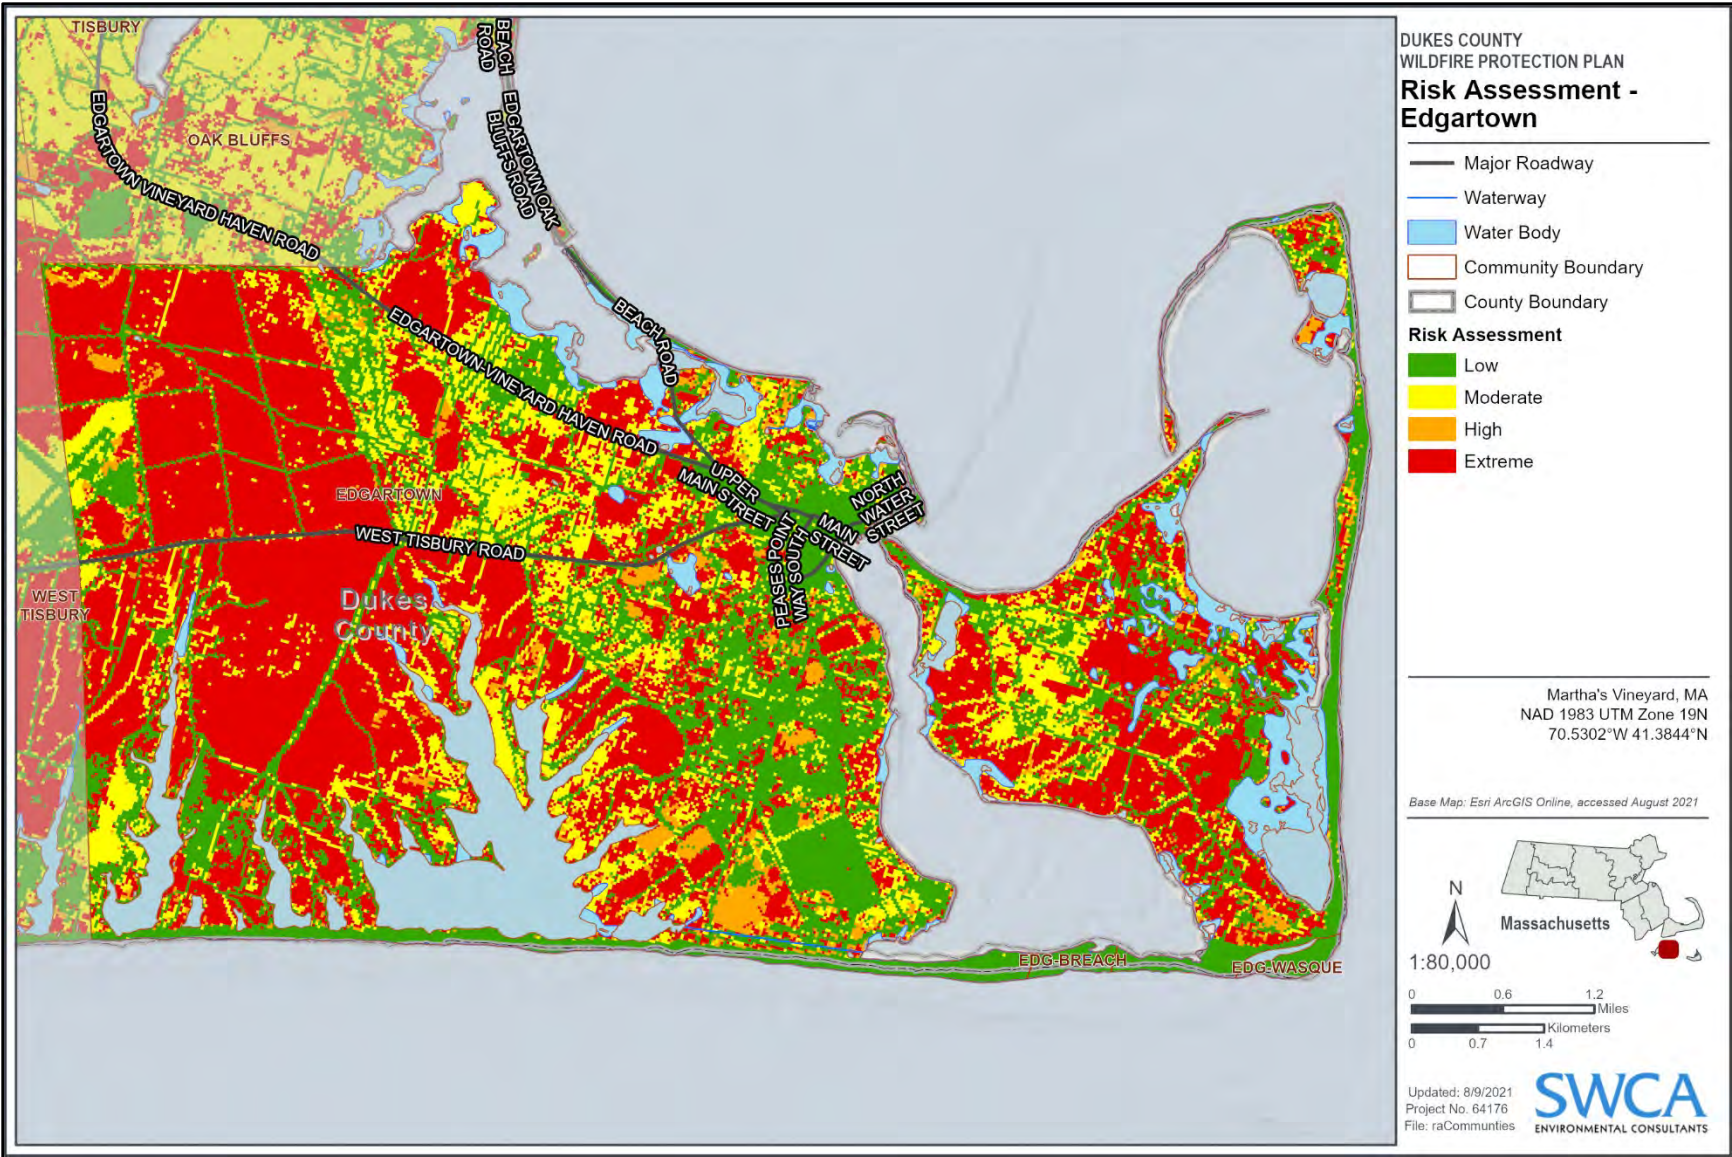 TISBURY
BEACH
ROAD
EDGARTOWN OAK
BLUFFS ROAD
OAK BLUFFS
EDGARTOWN VINEYARD HAVEN ROAD
BEACH ROAD
EDGARTOWN-VINEYARD HAVEN ROAD
UPPER
MAIN STREET
NORTH
WATER
STREET
MAIN
STREET
PEASES POINT
WAY SOUTH
EDGARTOWN
WEST TISBURY ROAD
WEST
TISBURY
Dukes
County
EDG-BREACH
EDG-WASQUE
DUKES COUNTY
WILDFIRE PROTECTION PLAN
Risk Assessment -
Edgartown
Major Roadway
Waterway
Water Body
Community Boundary
County Boundary
Risk Assessment
Low
Moderate
High
Extreme
Martha's Vineyard, MA
NAD 1983 UTM Zone 19N
70.5302°W 41.3844°N
Base Map: Esri ArcGIS Online, accessed August 2021
N
Massachusetts
1:80,000
0 0.6 1.2
Miles
Kilometers
0 0.7 1.4
Updated: 8/9/2021
Project No. 64176
File: raCommunties
SWCA
ENVIRONMENTAL CONSULTANTS